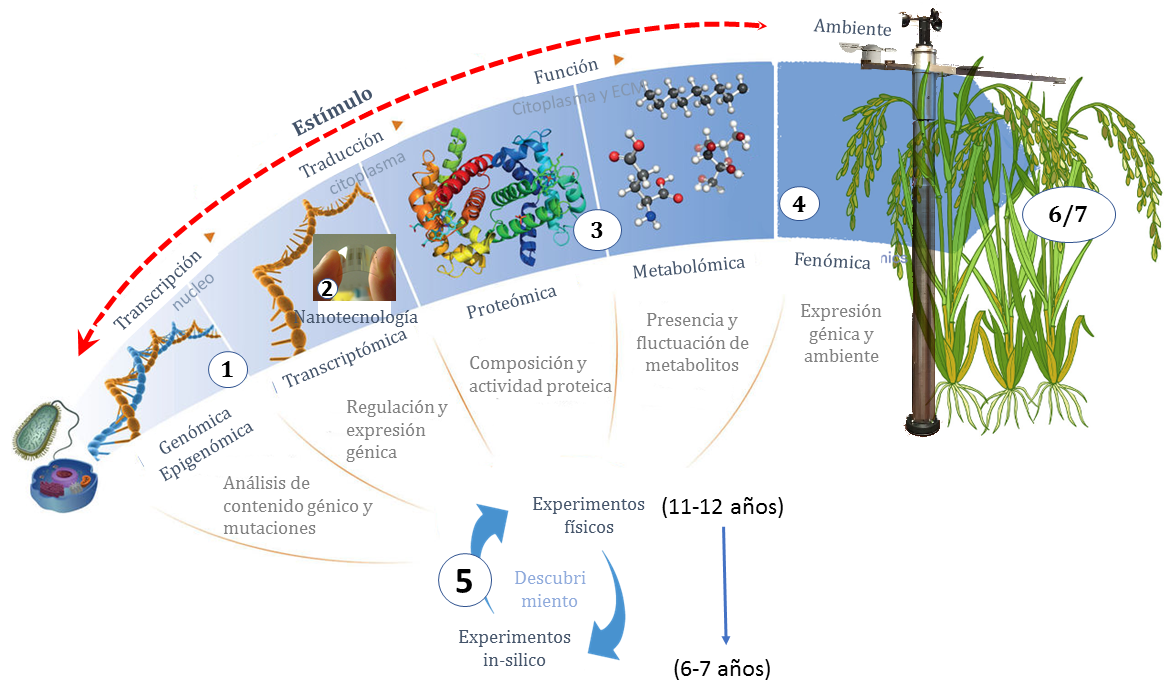 Ambiente
Función
Citoplasma y ECM
Estímulo
Traducción
citoplasma
Transcripción
nucleo
1
2
3
4
6/7
Nanotecnología
Genómica
Epigenómica
Transcriptómica
Proteómica
Metabolómica
Fenómica
Análisis de
contenido génico y
mutaciones
Regulación y
expresión
génica
Composición y
actividad proteica
Presencia y
fluctuación de
metabolitos
Expresión
génica y
ambiente
5
Experimentos
físicos
(11-12 años)
Descubri
miento
Experimentos
in-silico
(6-7 años)